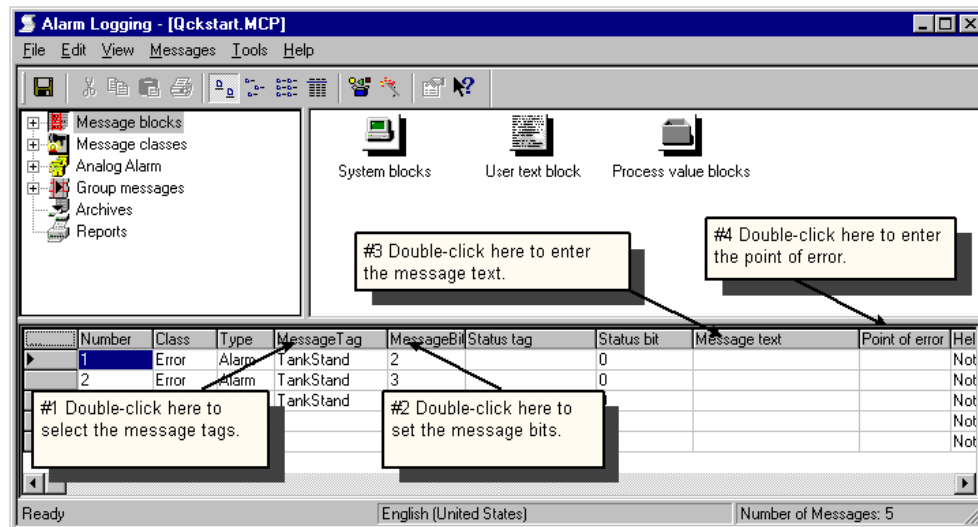 Alarm Logging - [Qckstart.MCP]
File Edit View Messages Tools Help
Message blocks
Message classes
Analog Alarm
Group messages
Archives
Reports
System blocks User text block Process value blocks
#3 Double-click here to enter
the message text.
#4 Double-click here to enter
the point of error.
Number Class Type MessageTag MessageBit Status tag Status bit Message text Point of error Hel
1 Error Alarm TankStand 2 0 Not
2 Error Alarm TankStand 3 0 Not
TankStand Not
Not
Not
#1 Double-click here to
select the message tags.
#2 Double-click here to
set the message bits.
Ready English (United States) Number of Messages: 5